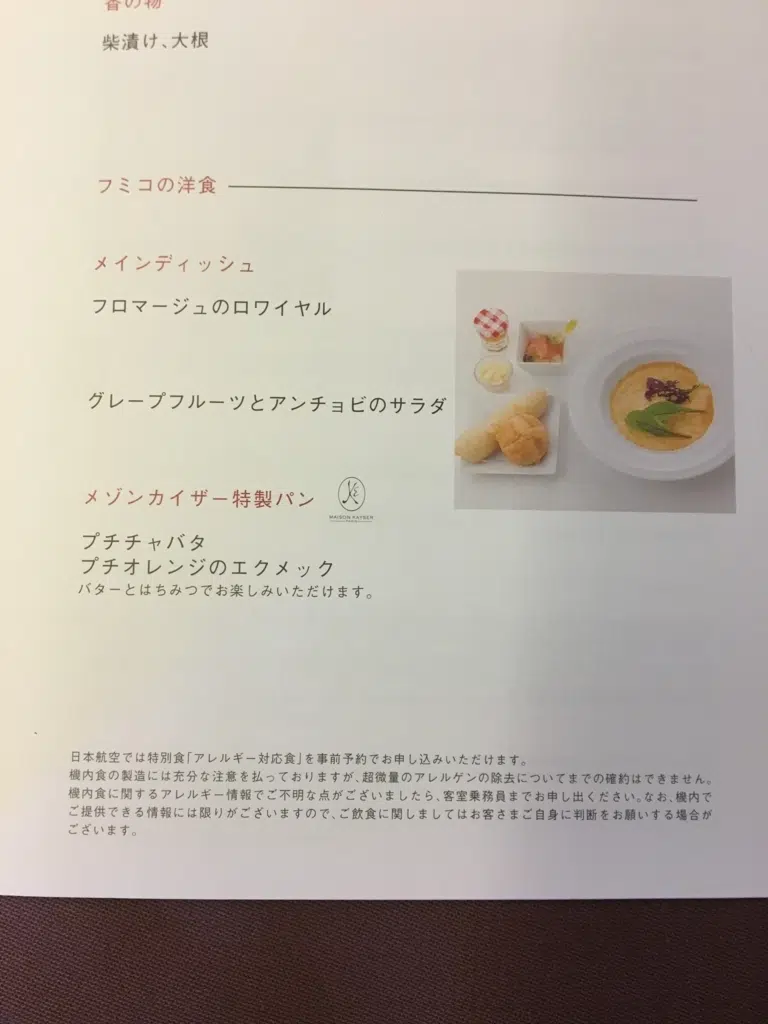 香の物
柴漬け、大根
フミコの洋食
メインディッシュ
フロマージュのロワイヤル
グレープフルーツとアンチョビのサラダ
メゾンカイザー特製パン
MAISON KAYSER
プチチャバタ
プチオレンジのエクメック
バターとはちみつでお楽しみいただけます。
日本航空では特別食「アレルギー対応食」を事前予約でお申し込みいただけます。
機内食の製造には充分な注意を払っておりますが、超微量のアレルゲンの除去についてまでの確約はできません。
機内食に関するアレルギー情報でご不明な点がございましたら、客室乗務員までお申し出ください。なお、機内で
ご提供できる情報には限りがございますので、ご飲食に関しましてはお客さまご自身に判断をお願いする場合が
ございます。